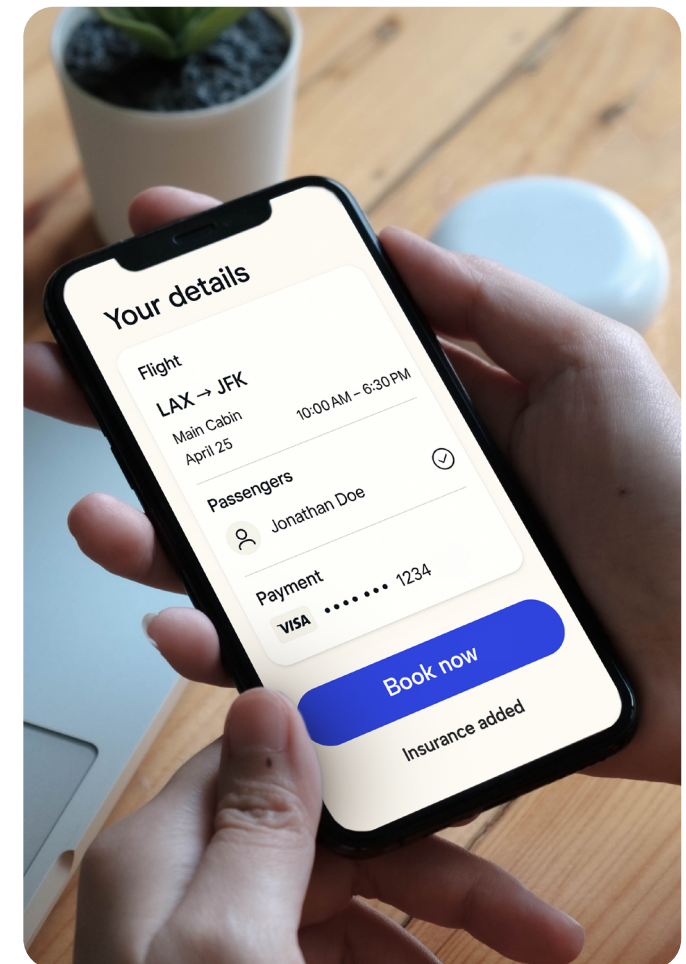 Your details
Flight
LAX → JFK
Main Cabin
10:00 AM – 6:30 PM
April 25
Passengers
Jonathan Doe
Payment
VISA •••• ••• 1234
Book now
Insurance added